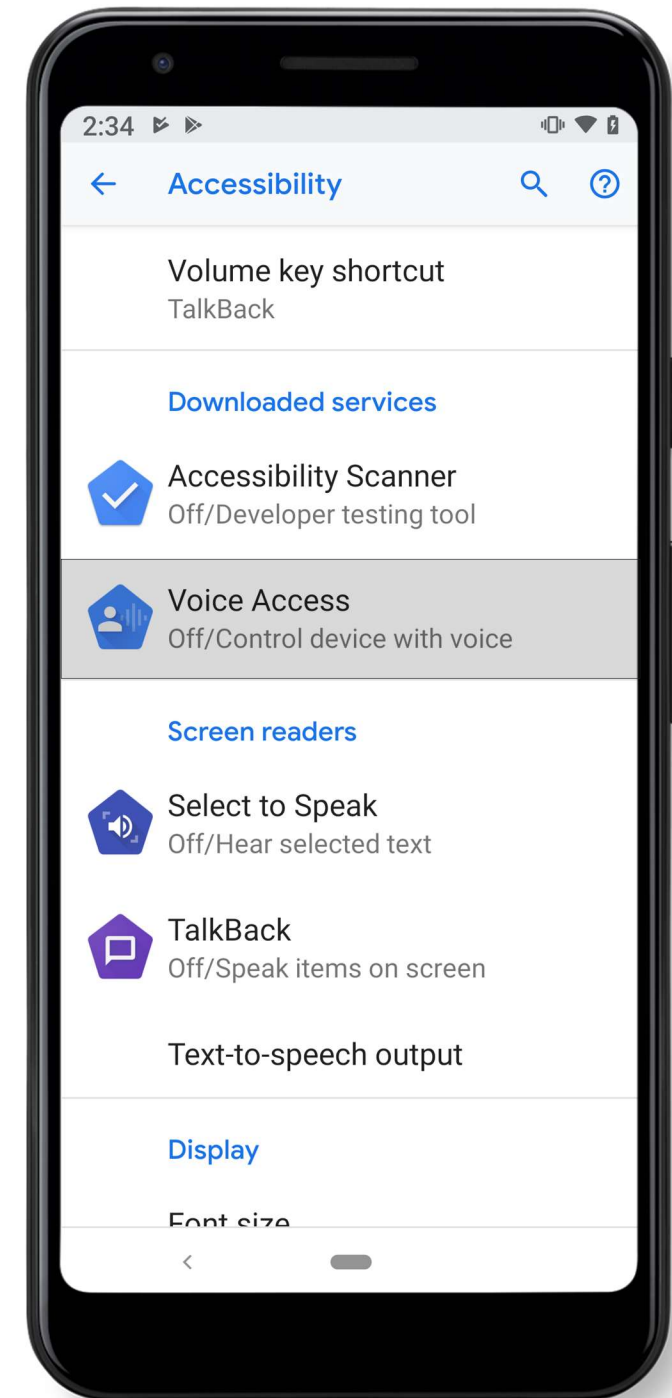 2:34
Accessibility
Volume key shortcut
TalkBack
Downloaded services
Accessibility Scanner
Off/Developer testing tool
Voice Access
Off/Control device with voice
Screen readers
Select to Speak
Off/Hear selected text
TalkBack
Off/Speak items on screen
Text-to-speech output
Display
Font size